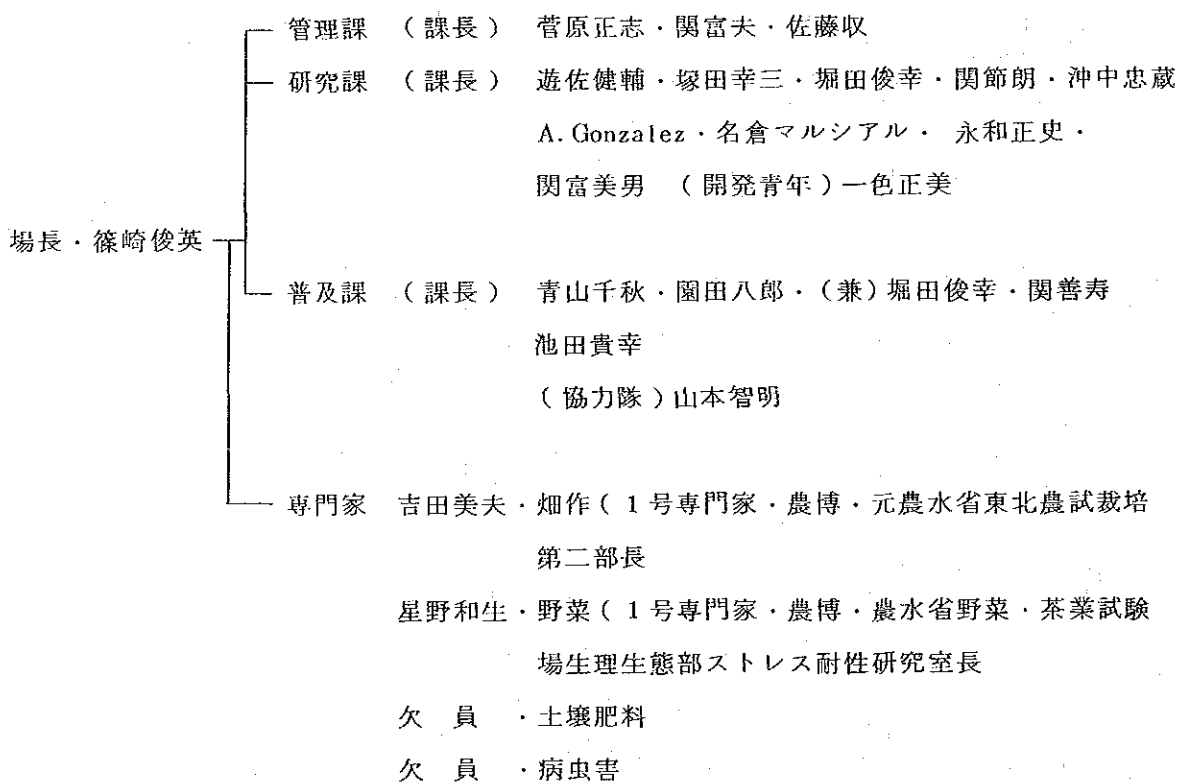 管理課 (課長) 菅原正志・関富夫・佐藤収
研究課 (課長) 遊佐健輔・塚田幸三・堀田俊幸・関節朗・沖中忠蔵
A.Gonzalez・名倉マルシアル・ 永和正史・
関富美男 (開発青年)一色正美
場長・篠崎俊英
普及課 (課長) 青山千秋・園田八郎・(兼)堀田俊幸・関善寿
池田貴幸
(協力隊)山本智明
専門家 吉田美夫・畑作(1号専門家・農博・元農水省東北農試裁培
第二部長
星野和生・野菜(1号専門家・農博・農水省野菜・茶業試験
場生理生態部ストレス耐性研究室長
欠 員 ・土壌肥料
欠 員 ・病虫害